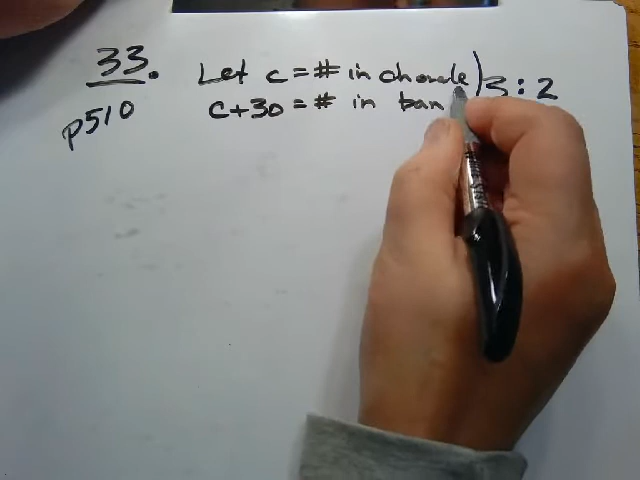 33. Let c = # in chorale 3 : 2
p510 c+30 = # in ban